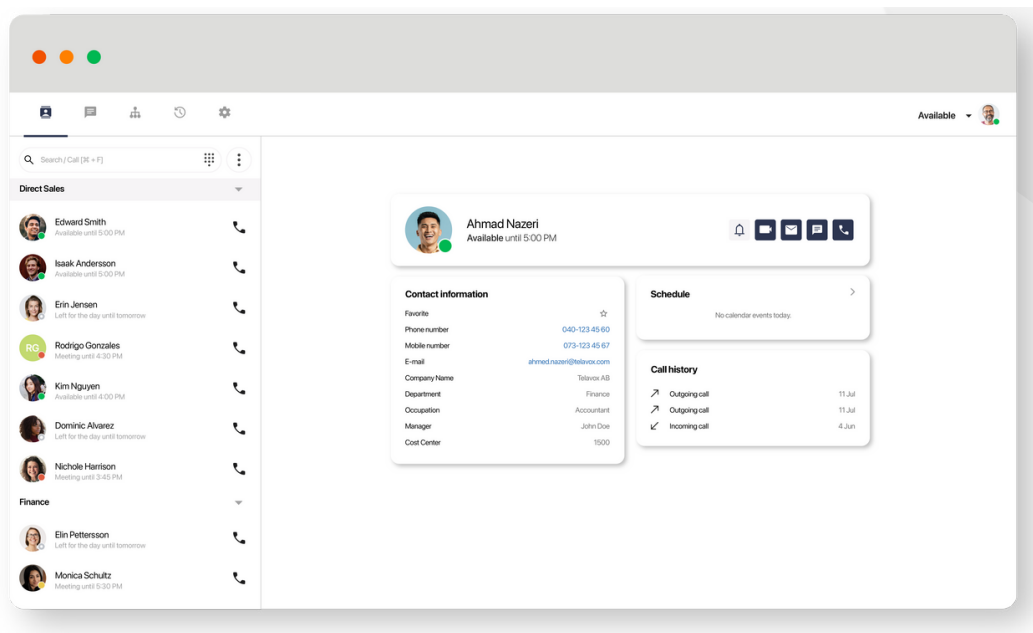 Available
Search / Call [⌘ + F]
Direct Sales
Edward Smith
Available until 5:00 PM
Isaak Andersson
Available until 5:00 PM
Erin Jensen
Left for the day until tomorrow
RG
Rodrigo Gonzales
Meeting until 4:30 PM
Kim Nguyen
Available until 4:00 PM
Dominic Alvarez
Left for the day until tomorrow
Nichole Harrison
Meeting until 3:45 PM
Finance
Elin Pettersson
Left for the day until tomorrow
Monica Schultz
Meeting until 5:30 PM
Ahmad Nazeri
Available until 5:00 PM
Contact information
Favorite
Phone number 040-123 45 60
Mobile number 073-123 45 67
E-mail ahmed.nazeri@telavox.com
Company Name Telavox AB
Department Finance
Occupation Accountant
Manager John Doe
Cost Center 1500
Schedule
No calendar events today.
Call history
Outgoing call 11 Jul
Outgoing call 11 Jul
Incoming call 4 Jun